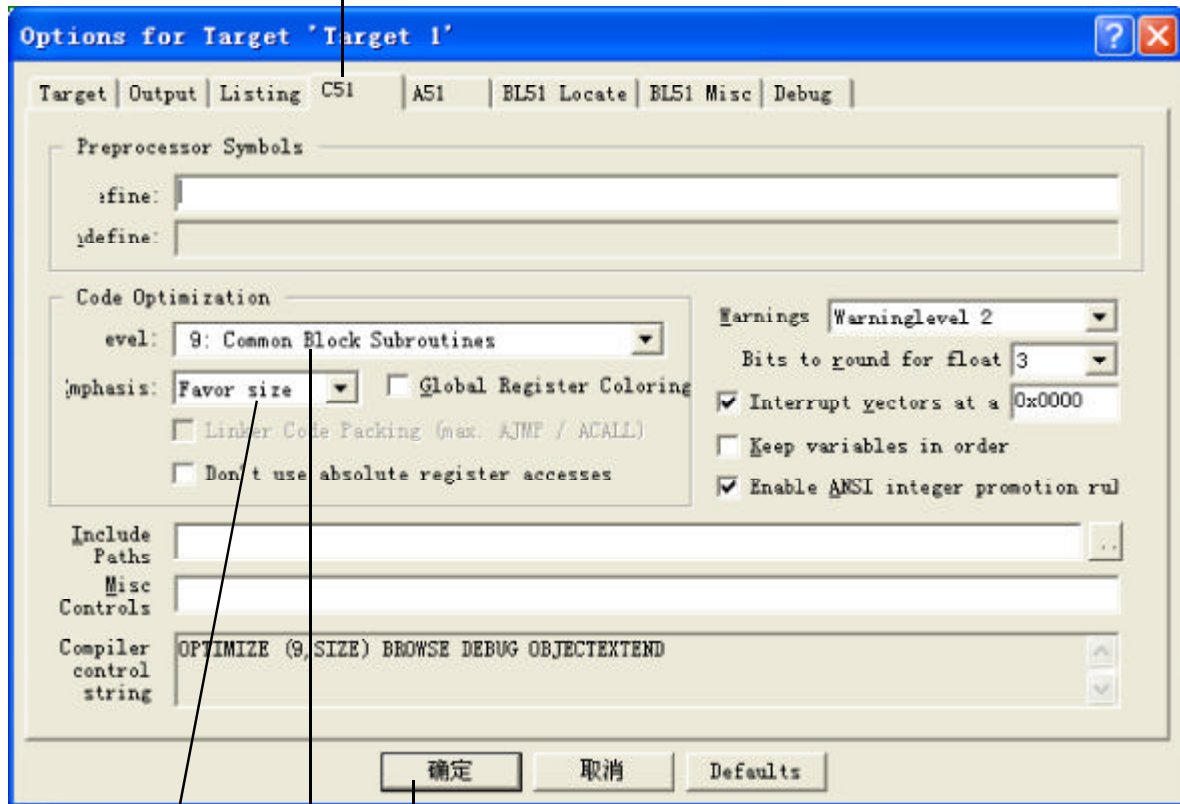 Options for Target 'Target 1'
Target Output Listing C51 A51 BL51 Locate BL51 Misc Debug
Preprocessor Symbols
efine:
define:
Code Optimization
evel: 9: Common Block Subroutines
Emphasis: Favor size Global Register Coloring
Linker Code Packing (max. AJMP / ACALL)
Don't use absolute register accesses
Warnings Warninglevel 2
Bits to round for float 3
Interrupt vectors at a 0x0000
Keep variables in order
Enable ANSI integer promotion rul
Include
Paths
..
Misc
Controls
Compiler
control
string
OPTIMIZE (9,SIZE) BROWSE DEBUG OBJECTEXTEND
确定 取消 Defaults